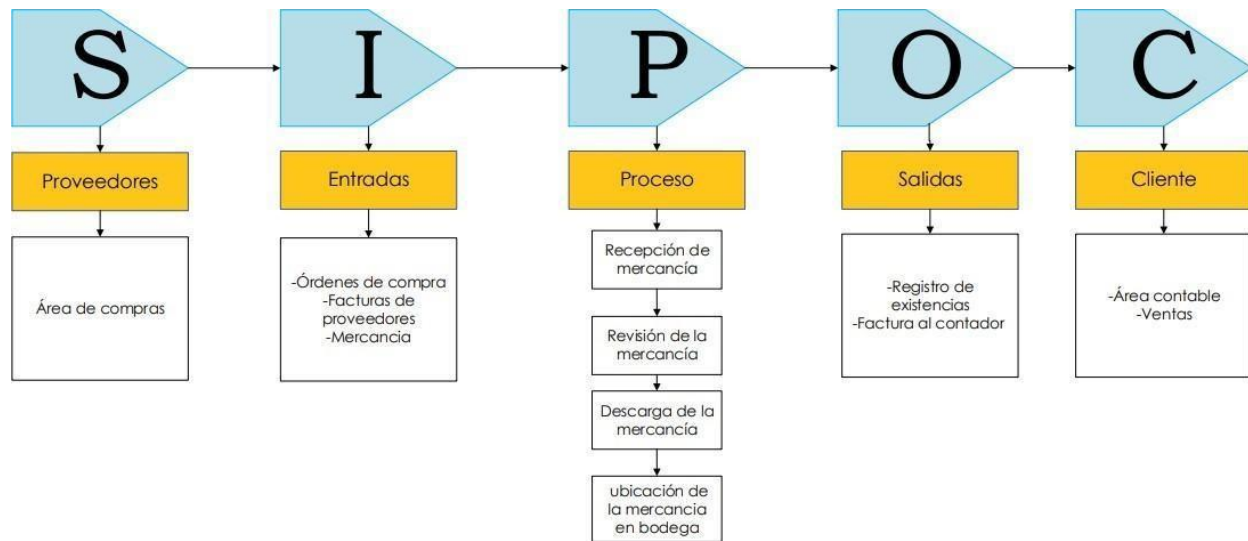 S
I
P
O
C
Proveedores
Entradas
Proceso
Salidas
Cliente
Área de compras
-Órdenes de compra
-Facturas de
proveedores
-Mercancia
Recepción de
mercancía
Revisión de la
mercancía
Descarga de la
mercancía
ubicación de
la mercancia
en bodega
-Registro de
existencias
-Factura al contador
-Área contable
-Ventas